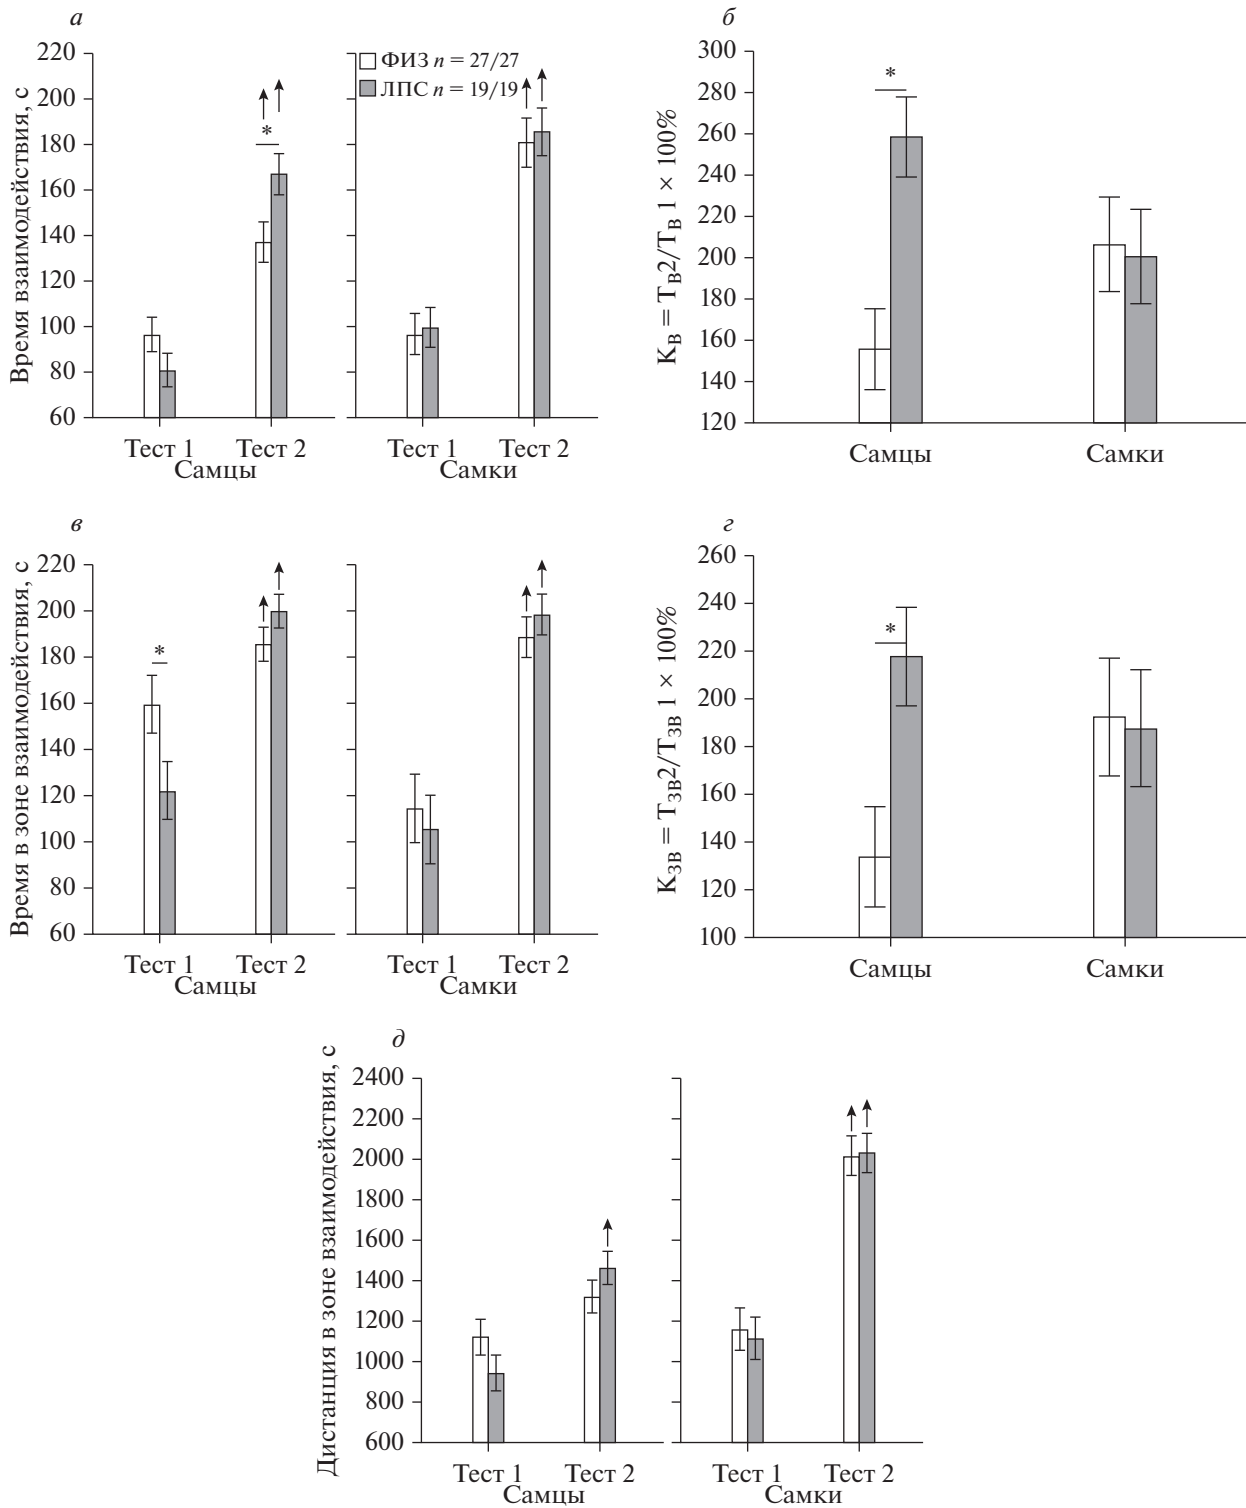 а
Время взаимодействия, с
220
200
180
160
140
120
100
80
60
ФИЗ n = 27/27
ЛПС n = 19/19
*
Тест 1 Тест 2
Самцы
Тест 1 Тест 2
Самки
б
K_В = T_В2/T_В 1 × 100%
300
280
260
240
220
200
180
160
140
120
*
Самцы
Самки
в
Время в зоне взаимодействия, с
220
200
180
160
140
120
100
80
60
*
Тест 1 Тест 2
Самцы
Тест 1 Тест 2
Самки
г
K_ЗВ = T_ЗВ2/T_ЗВ 1 × 100%
260
240
220
200
180
160
140
120
100
*
Самцы
Самки
д
Дистанция в зоне взаимодействия, с
2400
2200
2000
1800
1600
1400
1200
1000
800
600
Тест 1 Тест 2
Самцы
Тест 1 Тест 2
Самки